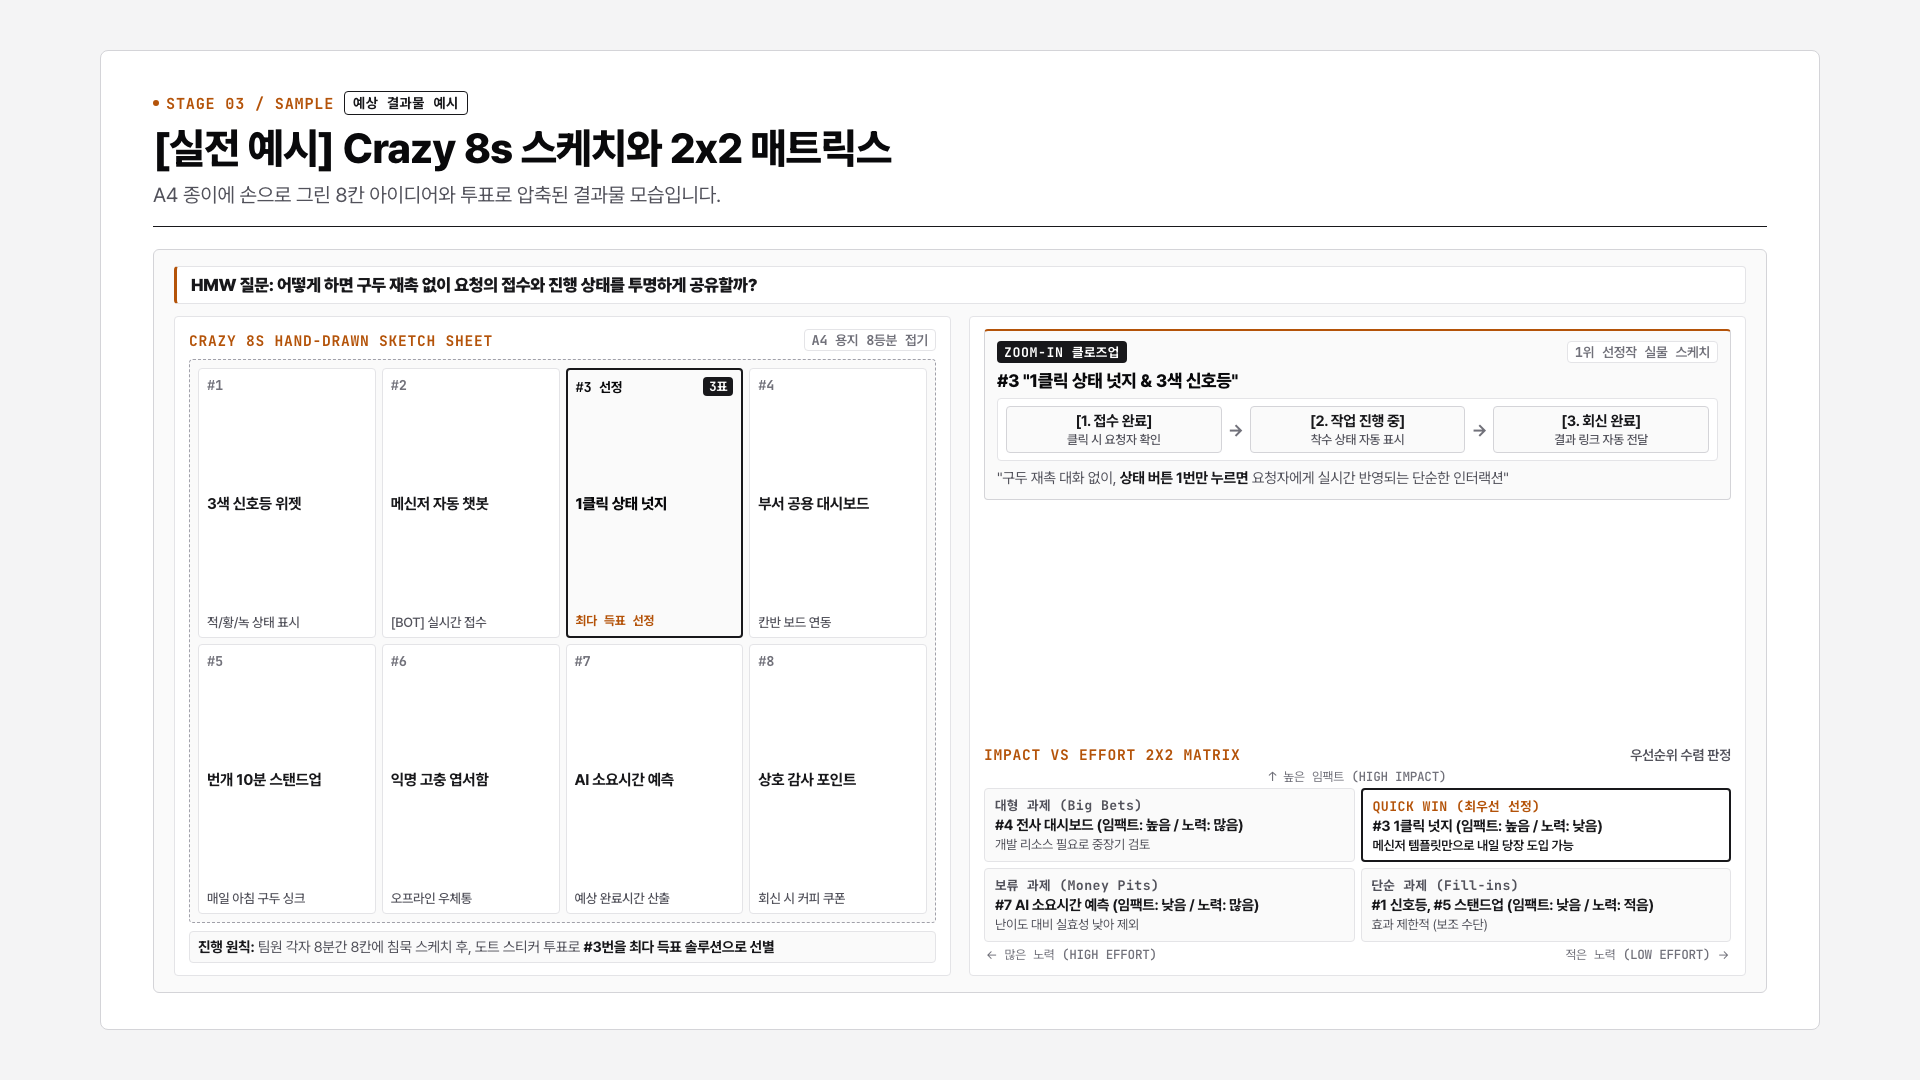 • STAGE 03 / SAMPLE 예상 결과물 예시
[실전 예시] Crazy 8s 스케치와 2x2 매트릭스
A4 종이에 손으로 그린 8칸 아이디어와 투표로 압축된 결과물 모습입니다.
HMW 질문: 어떻게 하면 구두 재촉 없이 요청의 접수와 진행 상태를 투명하게 공유할까?
CRAZY 8S HAND-DRAWN SKETCH SHEET
A4 용지 8등분 접기
#1
3색 신호등 위젯
적/황/녹 상태 표시
#2
메신저 자동 챗봇
[BOT] 실시간 접수
#3 선정
3표
1클릭 상태 넛지
최다 득표 선정
#4
부서 공용 대시보드
칸반 보드 연동
#5
번개 10분 스탠드업
매일 아침 구두 싱크
#6
익명 고충 엽서함
오프라인 우체통
#7
AI 소요시간 예측
예상 완료시간 산출
#8
상호 감사 포인트
회신 시 커피 쿠폰
진행 원칙: 팀원 각자 8분간 8칸에 침묵 스케치 후, 도트 스티커 투표로 #3번을 최다 득표 솔루션으로 선별
ZOOM-IN 클로즈업
1위 선정작 실물 스케치
#3 "1클릭 상태 넛지 & 3색 신호등"
[1. 접수 완료]
클릭 시 요청자 확인
→
[2. 작업 진행 중]
착수 상태 자동 표시
→
[3. 회신 완료]
결과 링크 자동 전달
"구두 재촉 대화 없이, 상태 버튼 1번만 누르면 요청자에게 실시간 반영되는 단순한 인터랙션"
IMPACT VS EFFORT 2X2 MATRIX
우선순위 수렴 판정
↑ 높은 임팩트 (HIGH IMPACT)
대형 과제 (Big Bets)
#4 전사 대시보드 (임팩트: 높음 / 노력: 많음)
개발 리소스 필요로 중장기 검토
QUICK WIN (최우선 선정)
#3 1클릭 넛지 (임팩트: 높음 / 노력: 낮음)
메신저 템플릿만으로 내일 당장 도입 가능
보류 과제 (Money Pits)
#7 AI 소요시간 예측 (임팩트: 낮음 / 노력: 많음)
난이도 대비 실효성 낮아 제외
단순 과제 (Fill-ins)
#1 신호등, #5 스탠드업 (임팩트: 낮음 / 노력: 적음)
효과 제한적 (보조 수단)
← 많은 노력 (HIGH EFFORT)
적은 노력 (LOW EFFORT) →